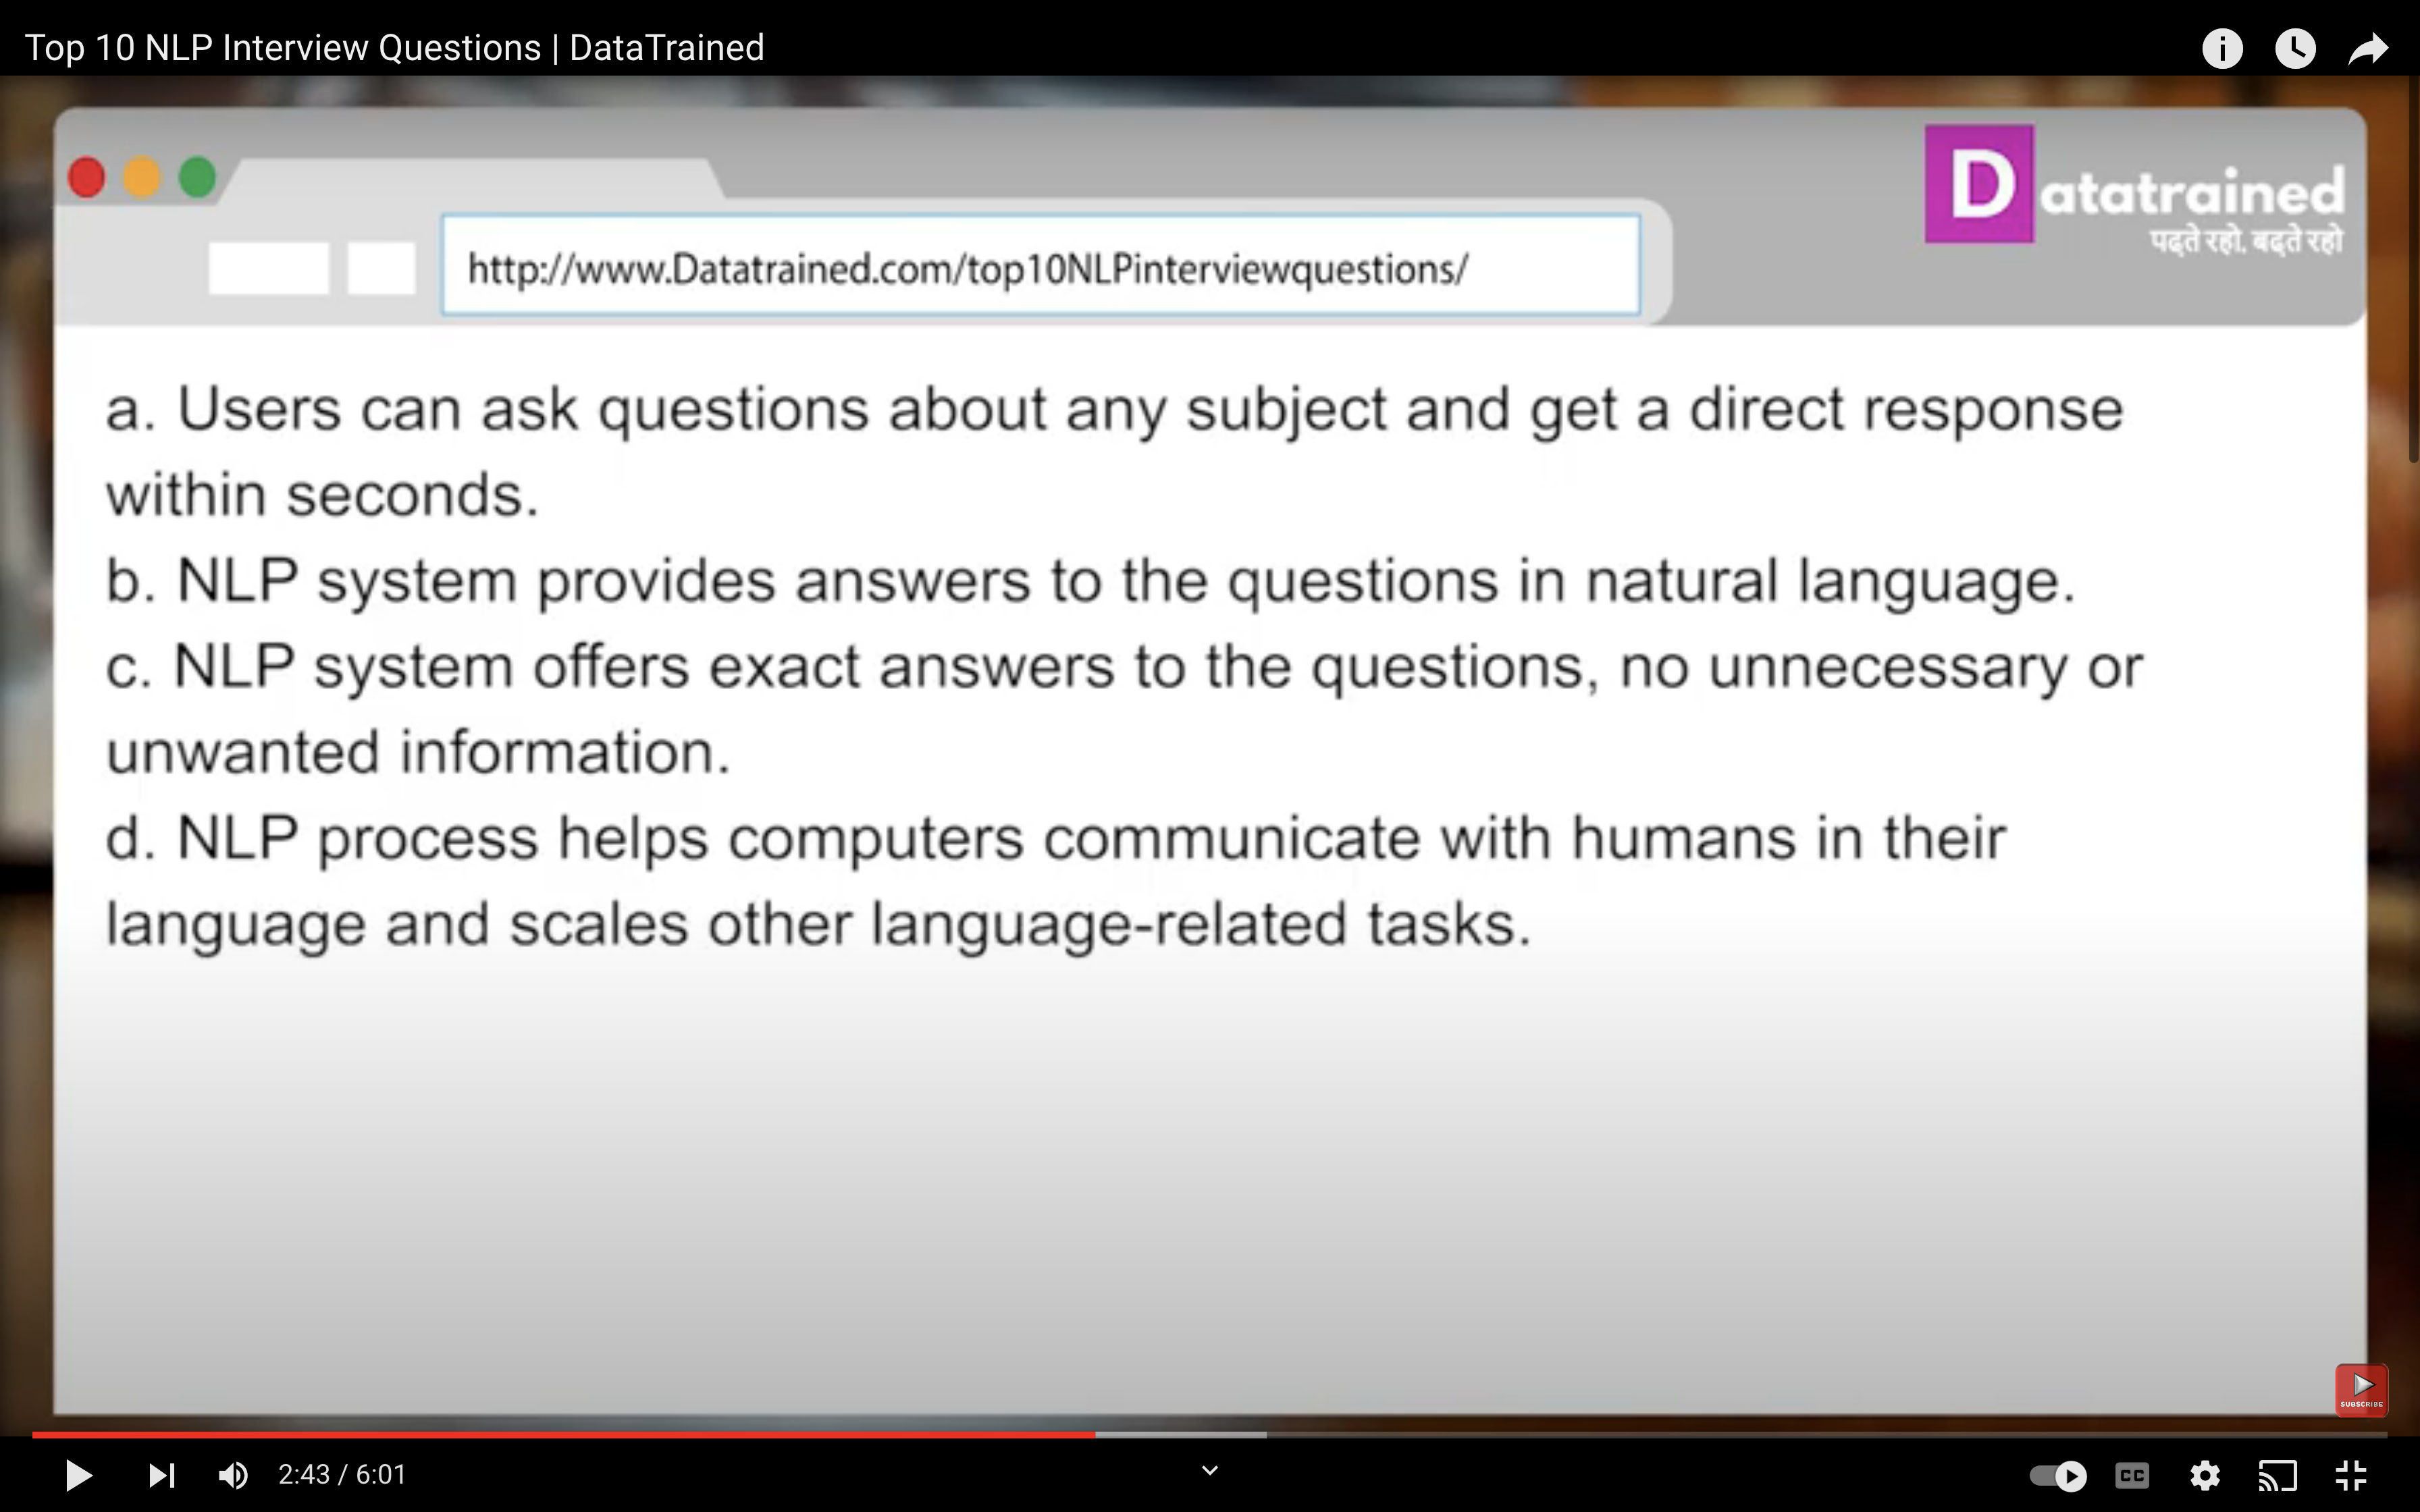 Top 10 NLP Interview Questions | DataTrained
Datatrained
पढ़ते रहो, बढ़ते रहो
http://www.Datatrained.com/top10NLPinterviewquestions/
a. Users can ask questions about any subject and get a direct response
within seconds.
b. NLP system provides answers to the questions in natural language.
c. NLP system offers exact answers to the questions, no unnecessary or
unwanted information.
d. NLP process helps computers communicate with humans in their
language and scales other language-related tasks.
SUBSCRIBE
2:43 / 6:01
CC